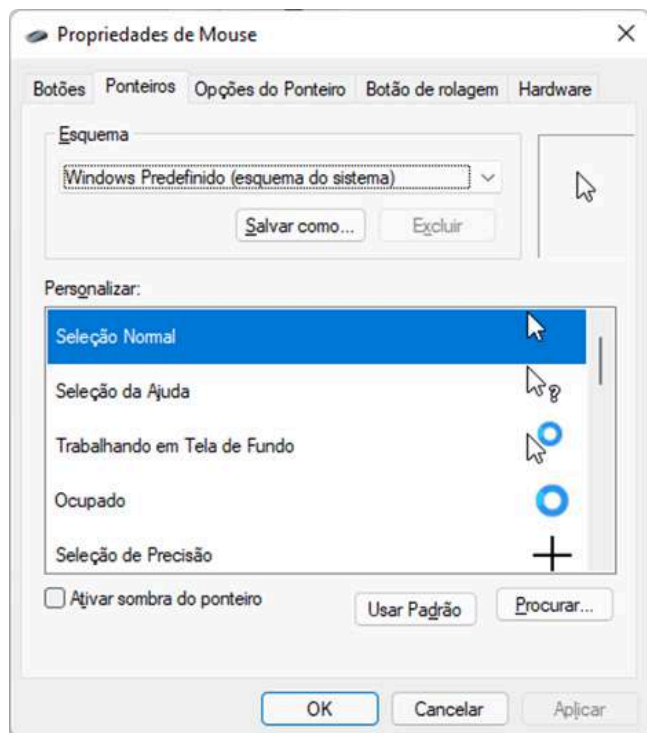 Propriedades de Mouse
Botões Ponteiros Opções do Ponteiro Botão de rolagem Hardware
Esquema
Windows Predefinido (esquema do sistema)
Salvar como... Excluir
Personalizar:
Seleção Normal
Seleção da Ajuda
Trabalhando em Tela de Fundo
Ocupado
Seleção de Precisão
Ativar sombra do ponteiro
Usar Padrão Procurar...
OK Cancelar Aplicar